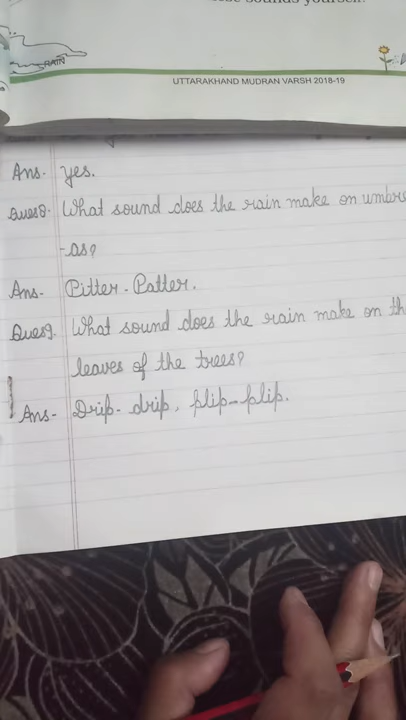 sounds yourself.
RAIN
UTTARAKHAND MUDRAN VARSH 2018-19
Ans- yes.
Ques8. What sound does the rain make on umbre
-as?
Ans- Pitter-Patter.
Ques9. What sound does the rain make on th
leaves of the trees?
Ans- Drip-drip, flip-flip.